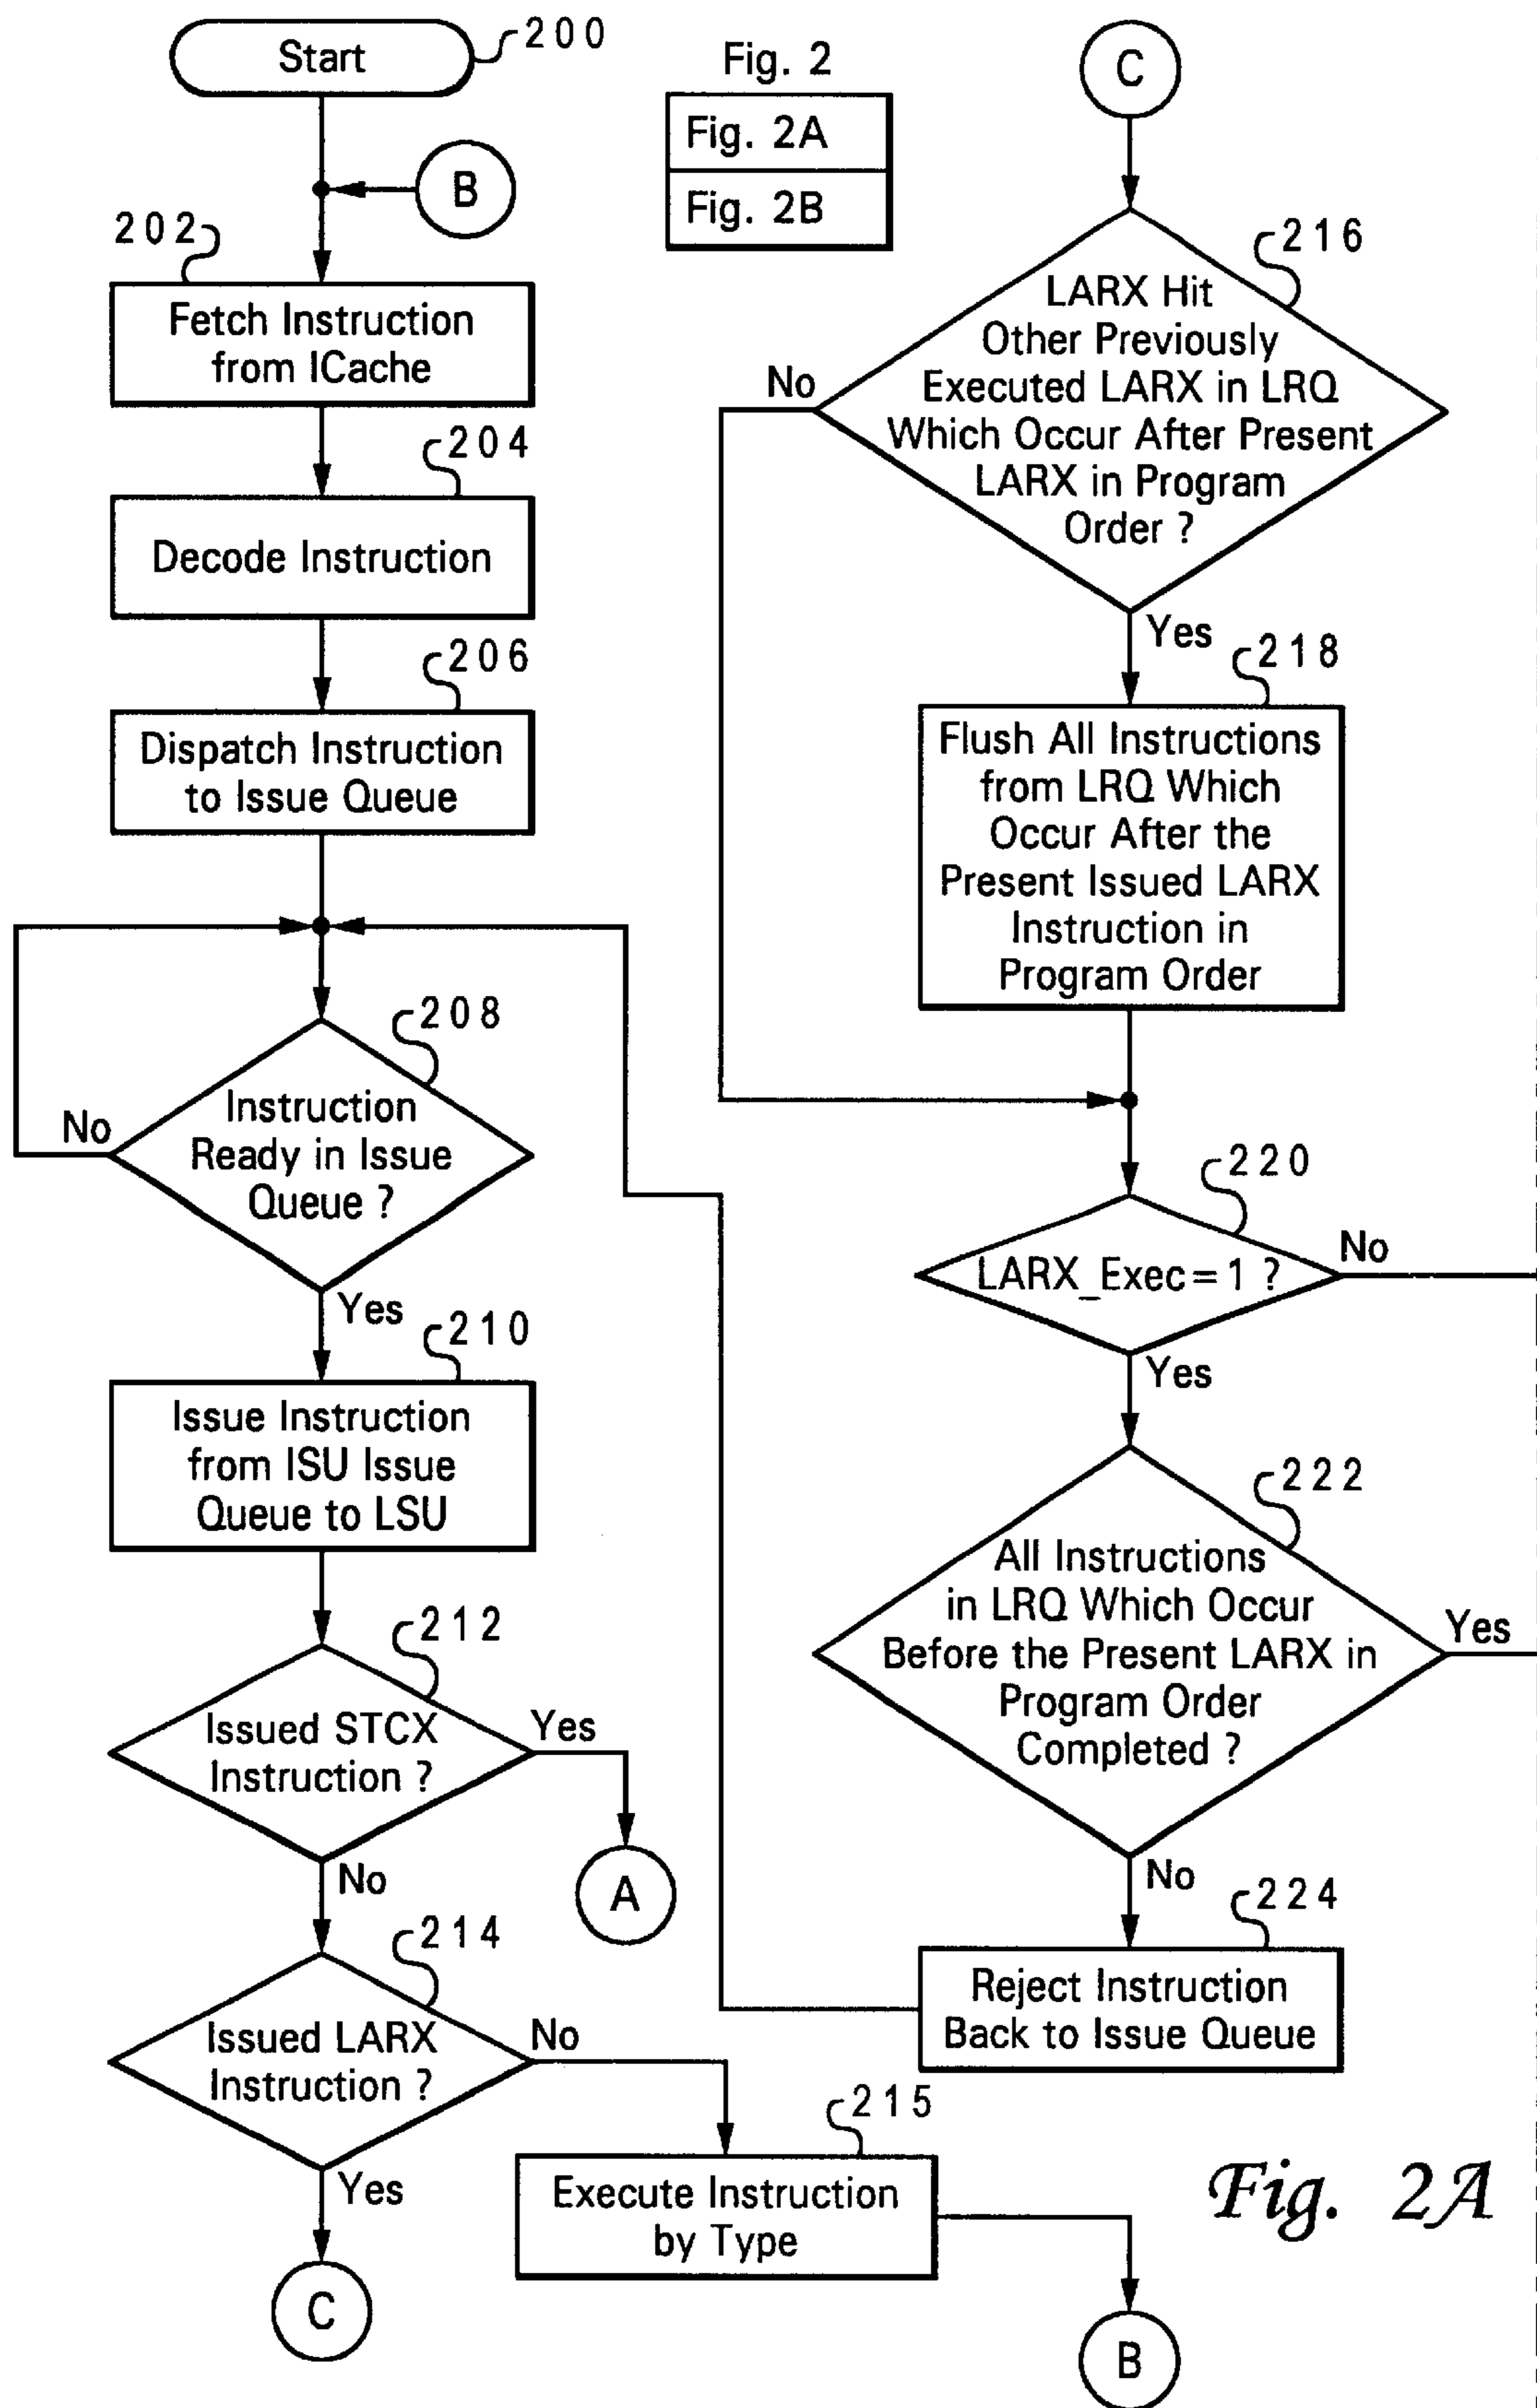 Start
200
B
202
Fetch Instruction
from ICache
204
Decode Instruction
206
Dispatch Instruction
to Issue Queue
208
Instruction
Ready in Issue
Queue ?
No
Yes
210
Issue Instruction
from ISU Issue
Queue to LSU
212
Issued STCX
Instruction ?
Yes
A
No
214
Issued LARX
Instruction ?
No
215
Execute Instruction
by Type
B
Yes
C
Fig. 2
Fig. 2A
Fig. 2B
C
216
LARX Hit
Other Previously
Executed LARX in LRQ
Which Occur After Present
LARX in Program
Order ?
No
Yes
218
Flush All Instructions
from LRQ Which
Occur After the
Present Issued LARX
Instruction in
Program Order
220
LARX_Exec=1 ?
No
Yes
222
All Instructions
in LRQ Which Occur
Before the Present LARX in
Program Order
Completed ?
Yes
No
224
Reject Instruction
Back to Issue Queue
Fig. 2A